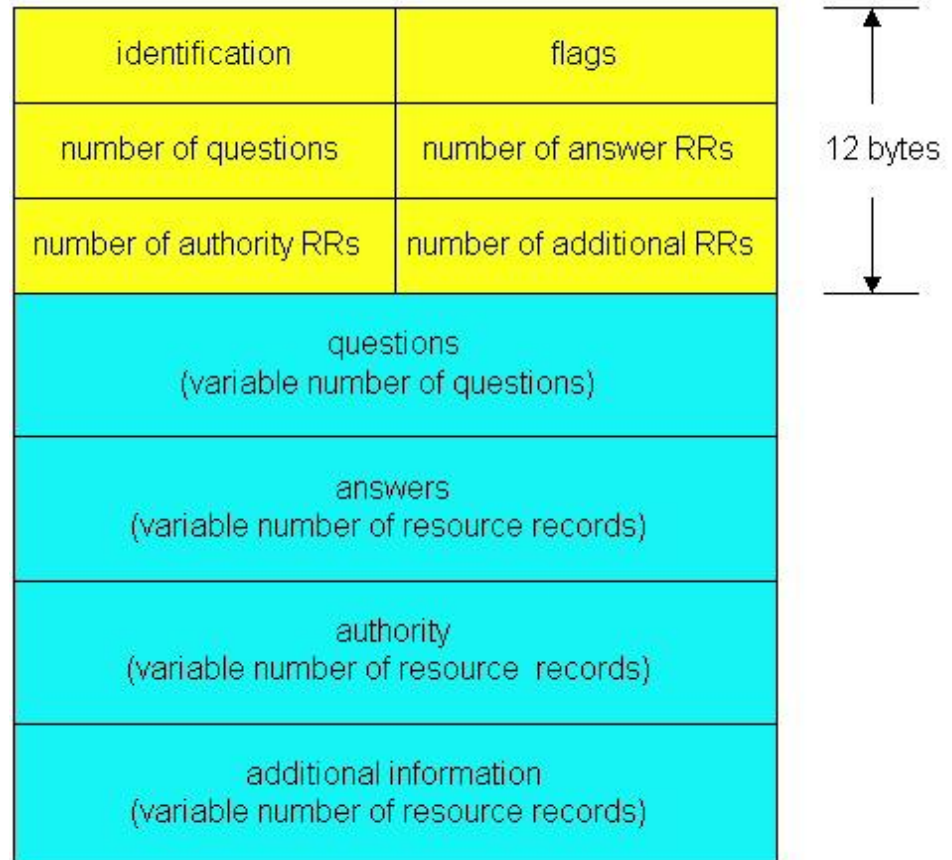 identification
flags
number of questions
number of answer RRs
12 bytes
number of authority RRs
number of additional RRs
questions
(variable number of questions)
answers
(variable number of resource records)
authority
(variable number of resource records)
additional information
(variable number of resource records)